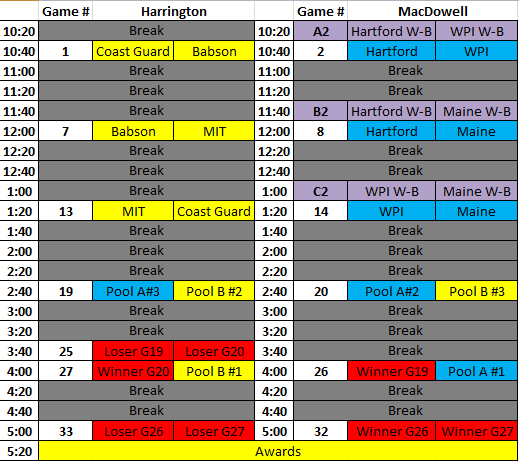 Game # Harrington Game # MacDowell
10:20 Break 10:20 A2 Hartford W-B WPI W-B
10:40 1 Coast Guard Babson 10:40 2 Hartford WPI
11:00 Break 11:00 Break
11:20 Break 11:20 Break
11:40 Break 11:40 B2 Hartford W-B Maine W-B
12:00 7 Babson MIT 12:00 8 Hartford Maine
12:20 Break 12:20 Break
12:40 Break 12:40 Break
1:00 Break 1:00 C2 WPI W-B Maine W-B
1:20 13 MIT Coast Guard 1:20 14 WPI Maine
1:40 Break 1:40 Break
2:00 Break 2:00 Break
2:20 Break 2:20 Break
2:40 19 Pool A#3 Pool B #2 2:40 20 Pool A#2 Pool B #3
3:00 Break 3:00 Break
3:20 Break 3:20 Break
3:40 25 Loser G19 Loser G20 3:40 Break
4:00 27 Winner G20 Pool B #1 4:00 26 Winner G19 Pool A #1
4:20 Break 4:20 Break
4:40 Break 4:40 Break
5:00 33 Loser G26 Loser G27 5:00 32 Winner G26 Winner G27
5:20 Awards